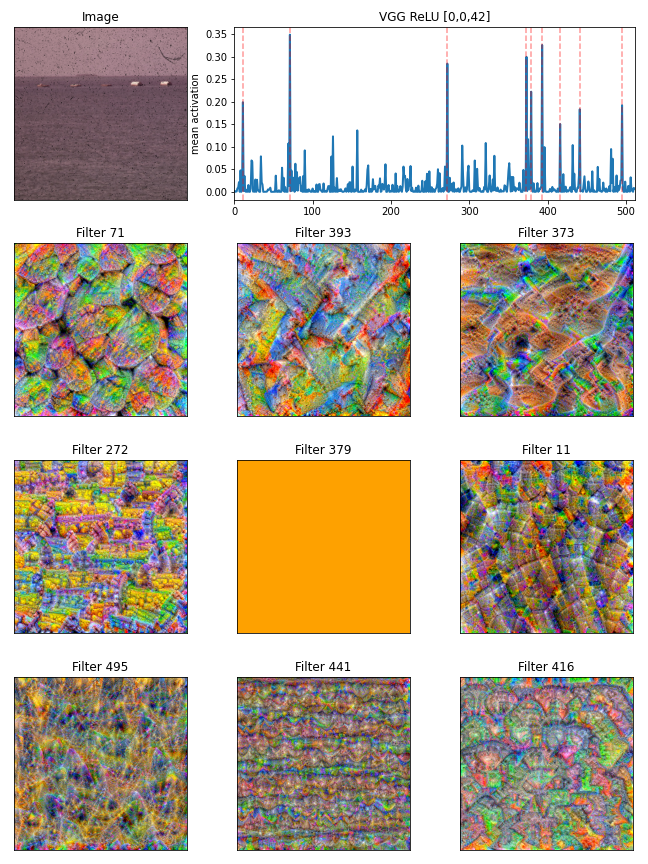 Image
VGG ReLU [0,0,42]
mean activation
0.35
0.30
0.25
0.20
0.15
0.10
0.05
0.00
0 100 200 300 400 500
Filter 71 Filter 393 Filter 373
Filter 272 Filter 379 Filter 11
Filter 495 Filter 441 Filter 416